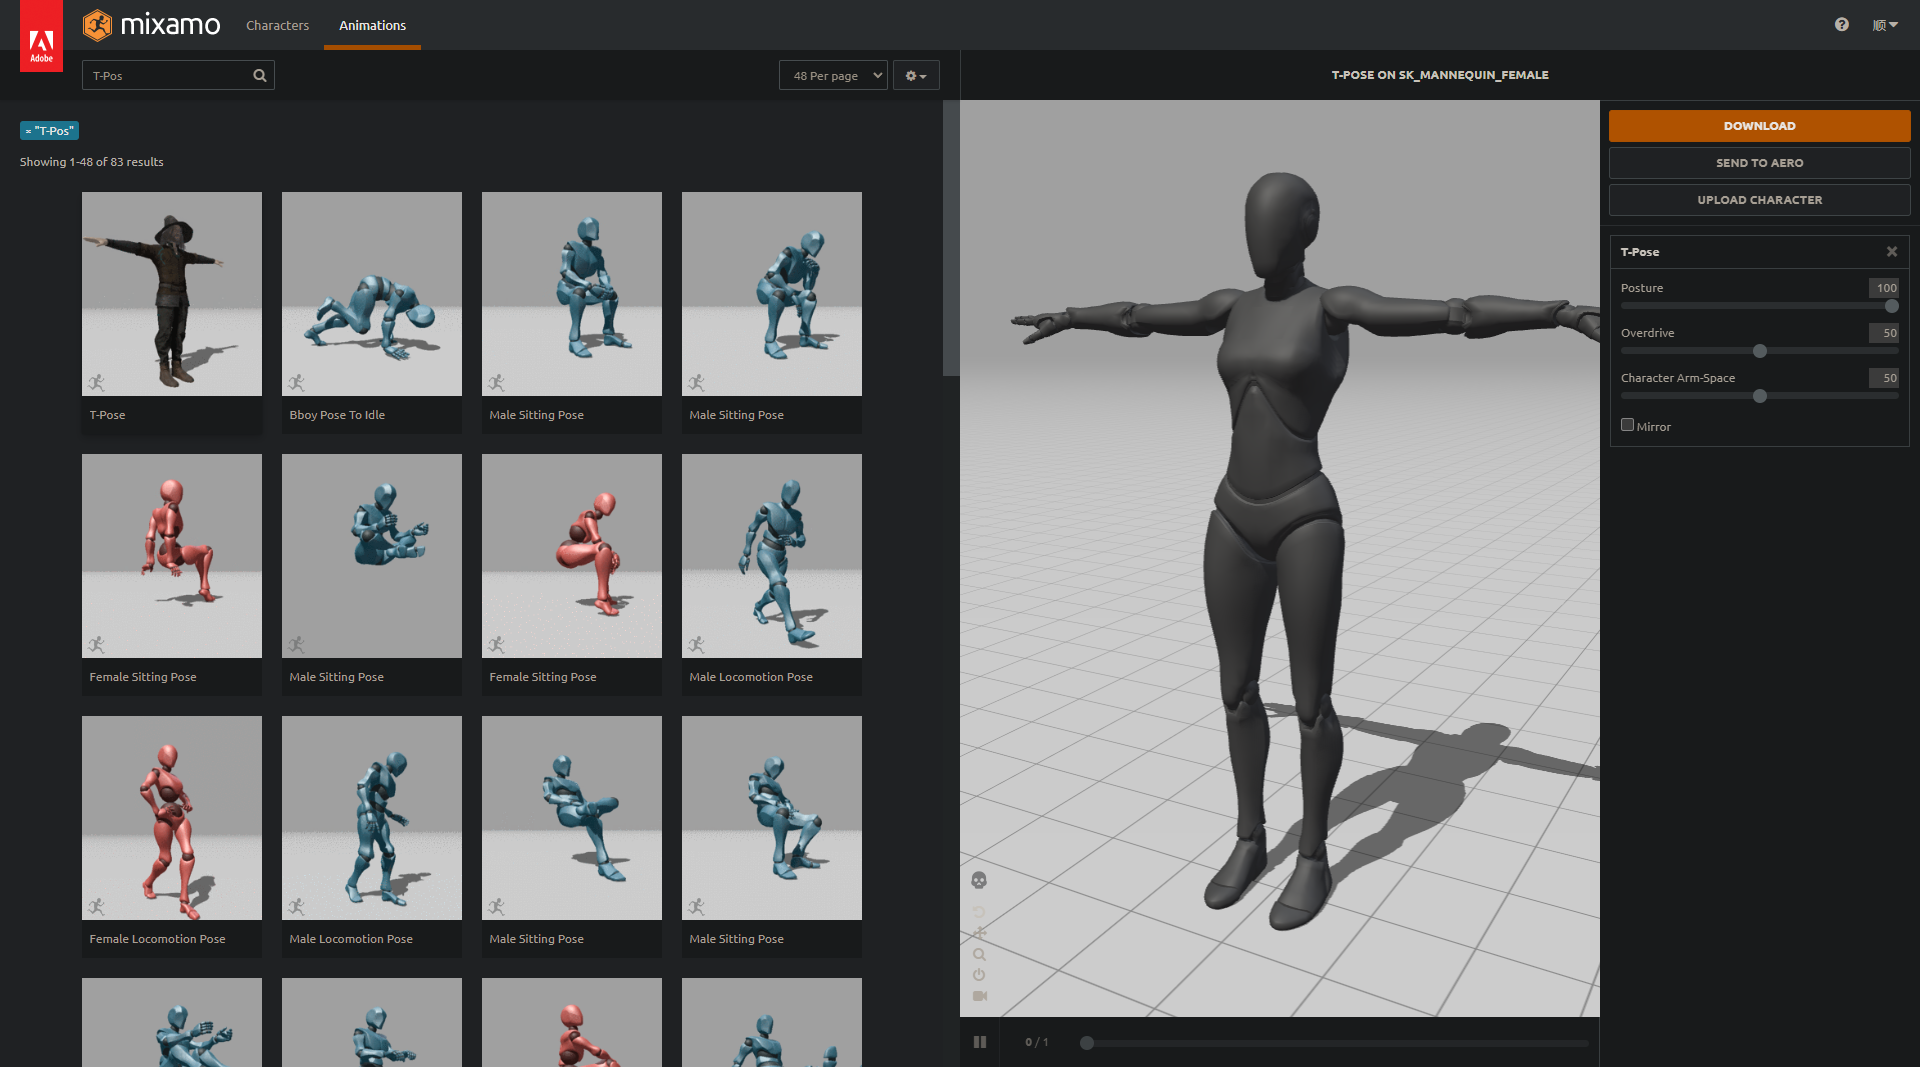 Adobe
mixamo
Characters
Animations
顺
T-Pos
48 Per page
T-POSE ON SK_MANNEQUIN_FEMALE
× "T-Pos"
Showing 1-48 of 83 results
T-Pose
Bboy Pose To Idle
Male Sitting Pose
Male Sitting Pose
Female Sitting Pose
Male Sitting Pose
Female Sitting Pose
Male Locomotion Pose
Female Locomotion Pose
Male Locomotion Pose
Male Sitting Pose
Male Sitting Pose
DOWNLOAD
SEND TO AERO
UPLOAD CHARACTER
T-Pose
Posture 100
Overdrive 50
Character Arm-Space 50
Mirror
0 / 1